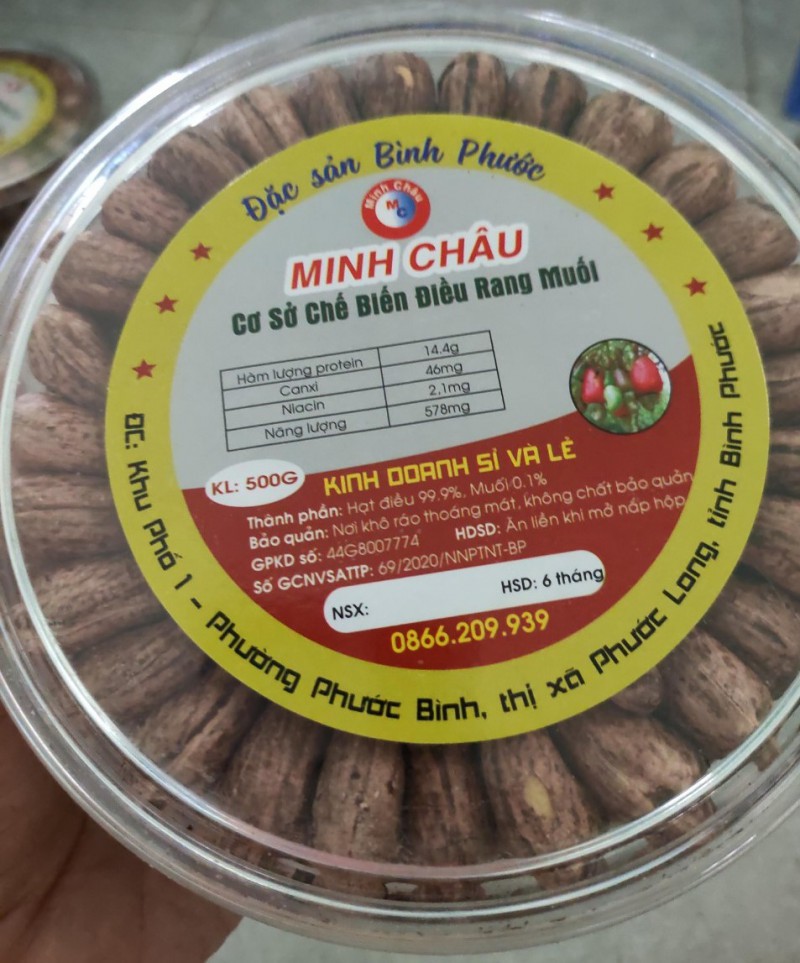 Đặc sản Bình Phước
Minh Châu
MC
MINH CHÂU
Cơ Sở Chế Biến Điều Rang Muối
Hàm lượng protein 14.4g
Canxi 46mg
Niacin 2,1mg
Năng lượng 578mg
KL: 500G
KINH DOANH SỈ VÀ LẺ
Thành phần: Hạt điều 99.9%, Muối 0.1%
Bảo quản: Nơi khô ráo thoáng mát, không chất bảo quản
GPKD số: 44G8007774 HDSD: Ăn liền khi mở nắp hộp
Số GCNVSATTP: 69/2020/NNPTNT-BP
NSX: HSD: 6 tháng
0866.209.939
ĐC: Khu Phố 1 - Phường Phước Bình, thị xã Phước Long, tỉnh Bình Phước